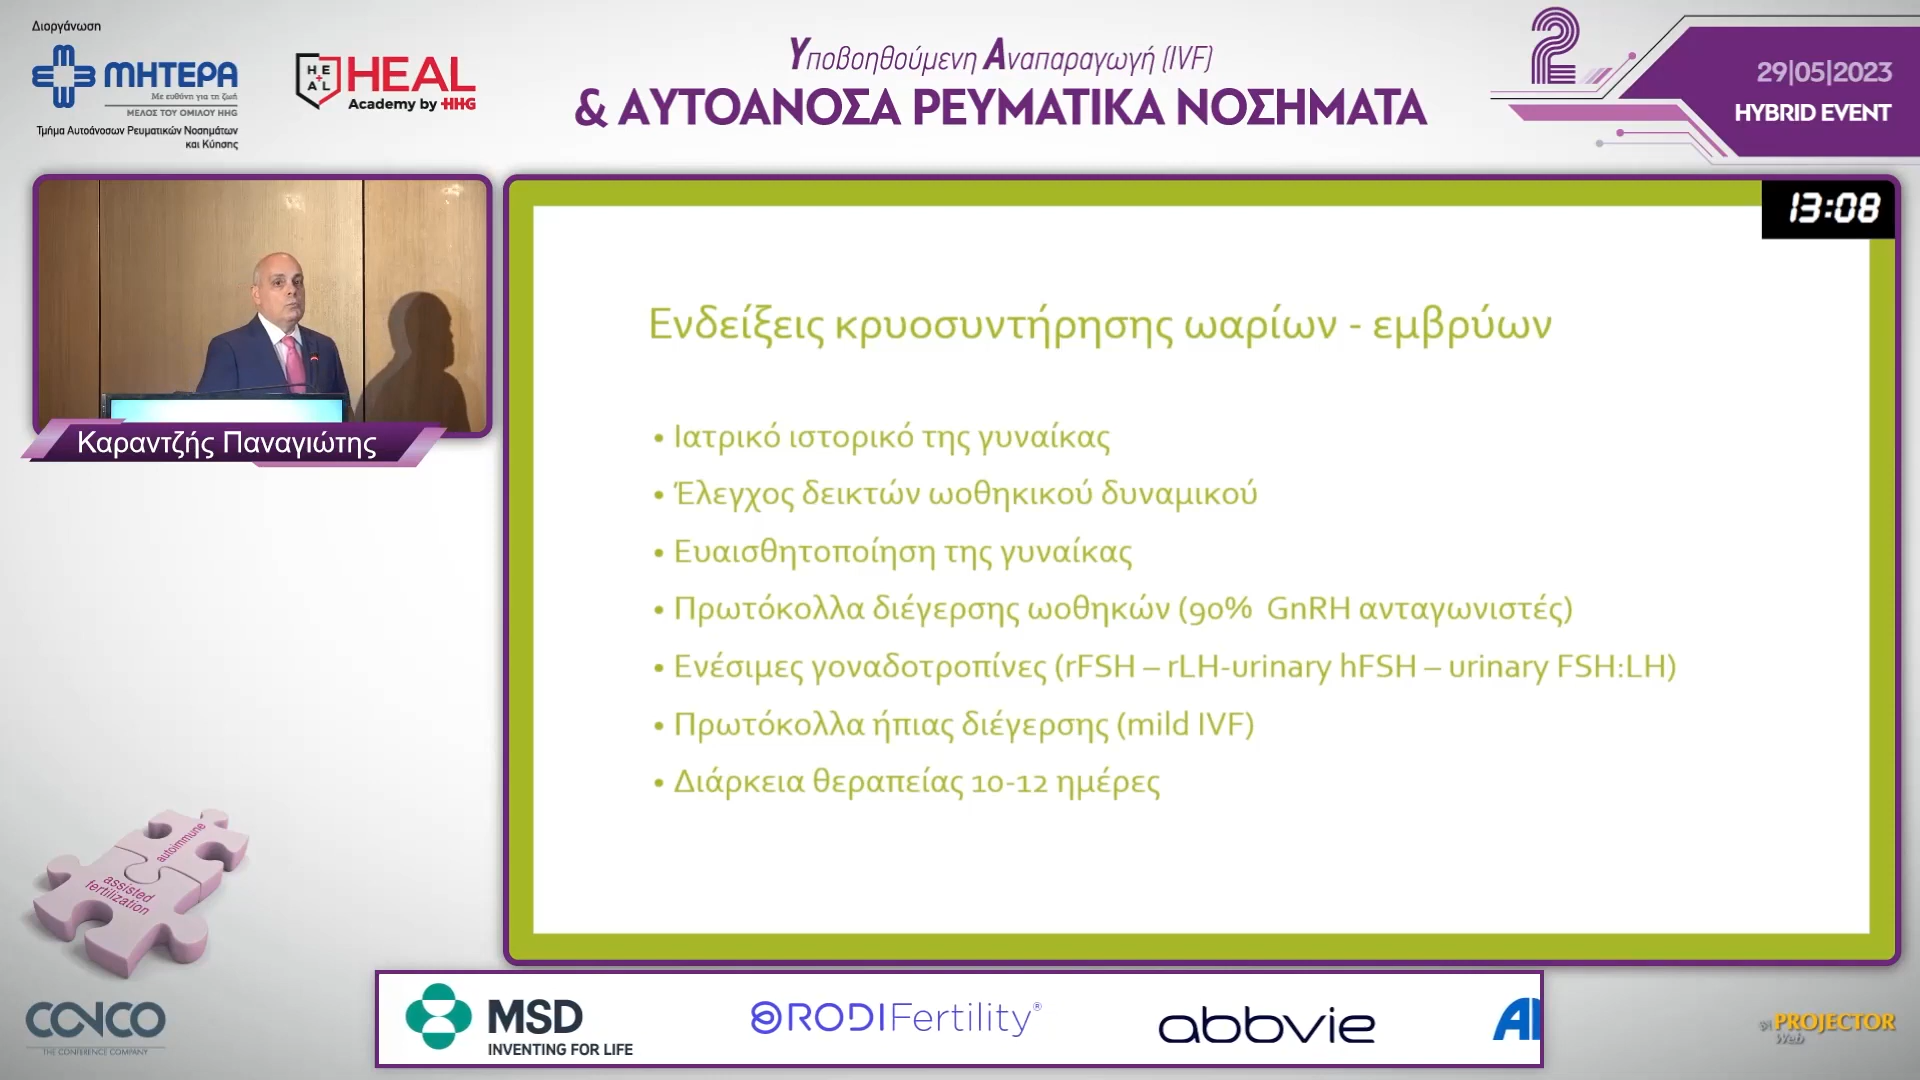 Διοργάνωση
ΜΗΤΕΡΑ
Με ευθύνη για τη ζωή
ΜΕΛΟΣ ΤΟΥ ΟΜΙΛΟΥ HHG
Τμήμα Αυτοάνοσων Ρευματικών Νοσημάτων
και Κύησης
HE
AL
HEAL
Academy by HHG
Υποβοηθούμενη Αναπαραγωγή (IVF)
& ΑΥΤΟΑΝΟΣΑ ΡΕΥΜΑΤΙΚΑ ΝΟΣΗΜΑΤΑ
2
29|05|2023
HYBRID EVENT
13:08
Καραντζής Παναγιώτης
Ενδείξεις κρυοσυντήρησης ωαρίων - εμβρύων
• Ιατρικό ιστορικό της γυναίκας
• Έλεγχος δεικτών ωοθηκικού δυναμικού
• Ευαισθητοποίηση της γυναίκας
• Πρωτόκολλα διέγερσης ωοθηκών (90% GnRH ανταγωνιστές)
• Ενέσιμες γοναδοτροπίνες (rFSH – rLH-urinary hFSH – urinary FSH:LH)
• Πρωτόκολλα ήπιας διέγερσης (mild IVF)
• Διάρκεια θεραπείας 10-12 ημέρες
autoimmune
assisted
fertilization
CONCO
THE CONFERENCE COMPANY
MSD
INVENTING FOR LIFE
RODIFertility®
abbvie
PROJECTOR
Web